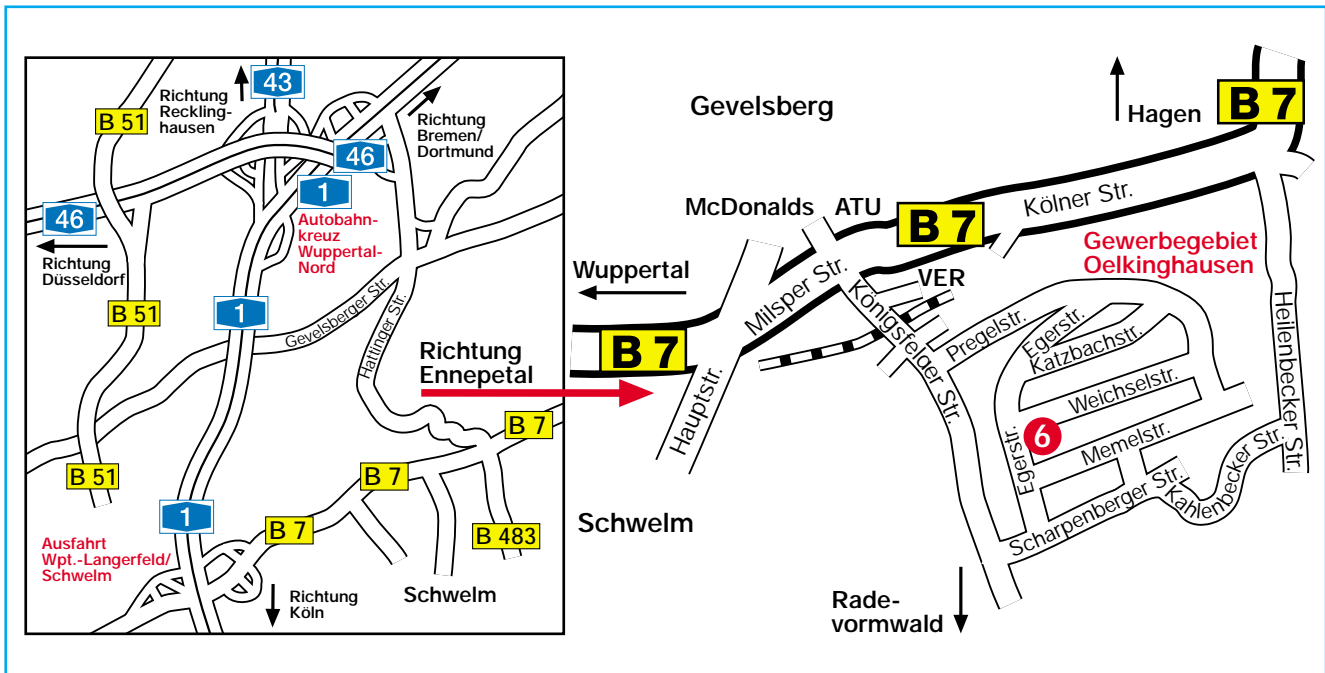 43
Richtung
Reckling-
hausen
B 51
Richtung
Bremen/
Dortmund
46
1
46
Autobahn-
kreuz
Wuppertal-
Nord
Richtung
Düsseldorf
B 51
1
Gevelsberger Str.
Hattinger Str.
Richtung
Ennepetal
B 7
B 51
B 7
1
B 7
B 483
Ausfahrt
Wpt.-Langerfeld/
Schwelm
Richtung
Köln
Schwelm
Gevelsberg
Hagen
B 7
McDonalds
ATU
B 7
Kölner Str.
Gewerbegebiet
Oelkinghausen
Wuppertal
Milsper Str.
VER
Königsfelger Str.
B 7
Hauptstr.
Pregelstr.
Egerstr.
Katzbachstr.
Weichselstr.
Heilenbecker Str.
6
Egerstr.
Memelstr.
Scharpenberger Str.
Kahlenbecker Str.
Schwelm
Rade-
vormwald